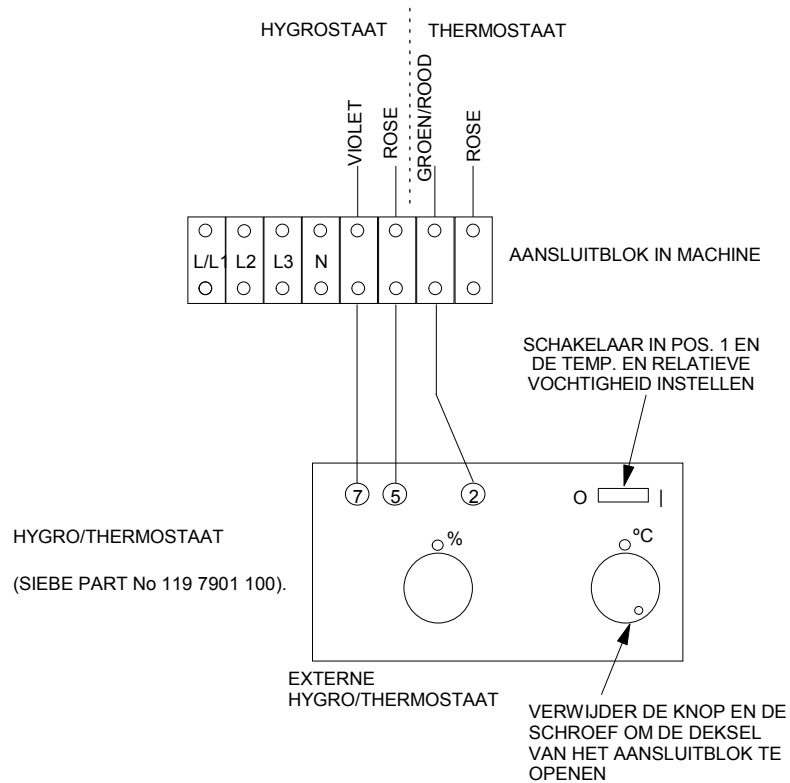 HYGROSTAAT
THERMOSTAAT
VIOLET
ROSE
GROEN/ROOD
ROSE
L/L1
L2
L3
N
AANSLUITBLOK IN MACHINE
SCHAKELAAR IN POS. 1 EN
DE TEMP. EN RELATIEVE
VOCHTIGHEID INSTELLEN
7
5
2
O
|
%
ºC
HYGRO/THERMOSTAAT
(SIEBE PART No 119 7901 100).
EXTERNE
HYGRO/THERMOSTAAT
VERWIJDER DE KNOP EN DE
SCHROEF OM DE DEKSEL
VAN HET AANSLUITBLOK TE
OPENEN